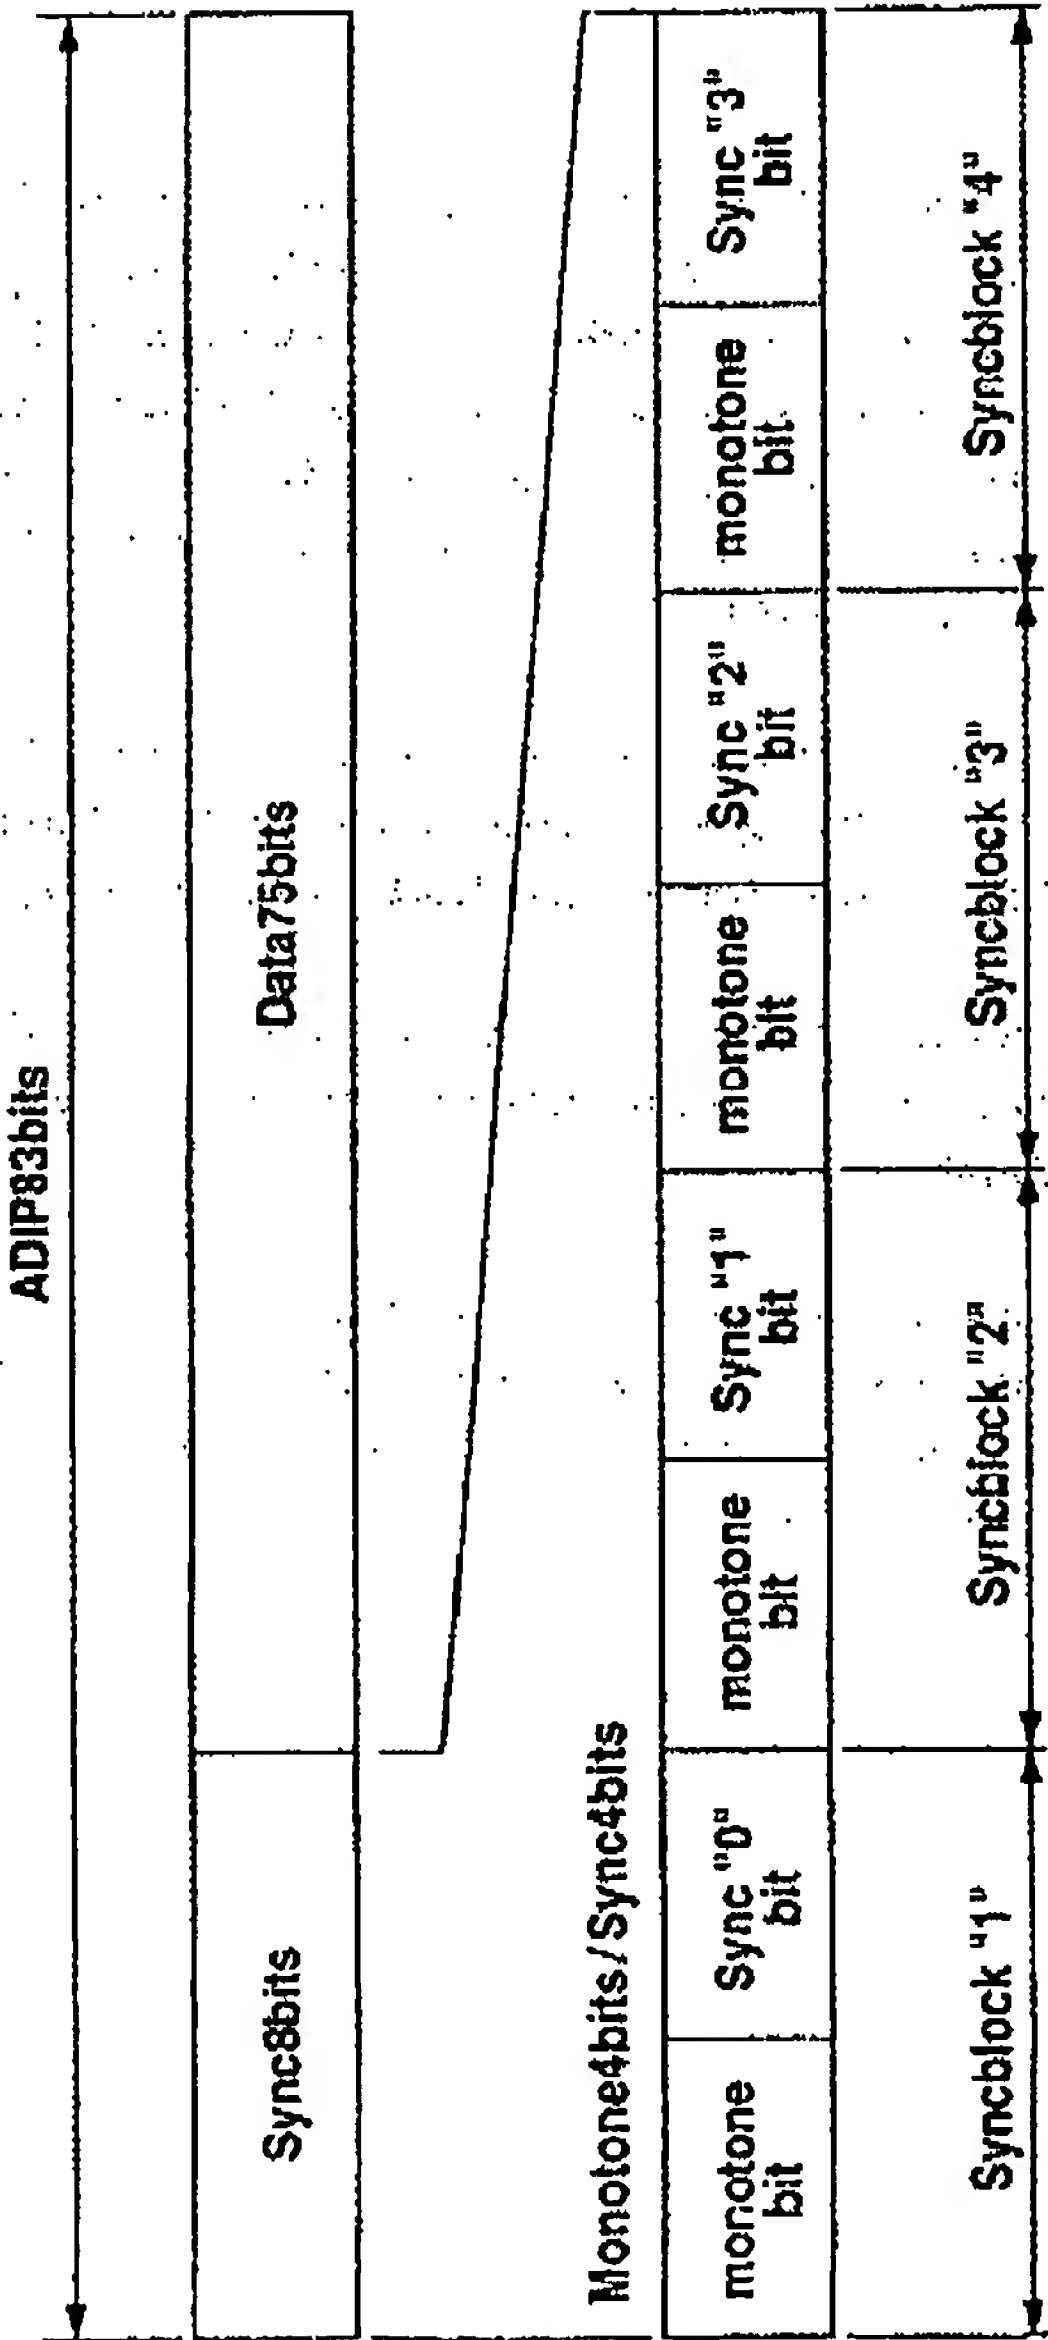 ADIP83bits
Sync8bits
Data75bits
Monotone4bits/Sync4bits
monotone
bit
Sync "0"
bit
monotone
bit
Sync "1"
bit
monotone
bit
Sync "2"
bit
monotone
bit
Sync "3"
bit
Syncblock "1"
Syncblock "2"
Syncblock "3"
Syncblock "4"